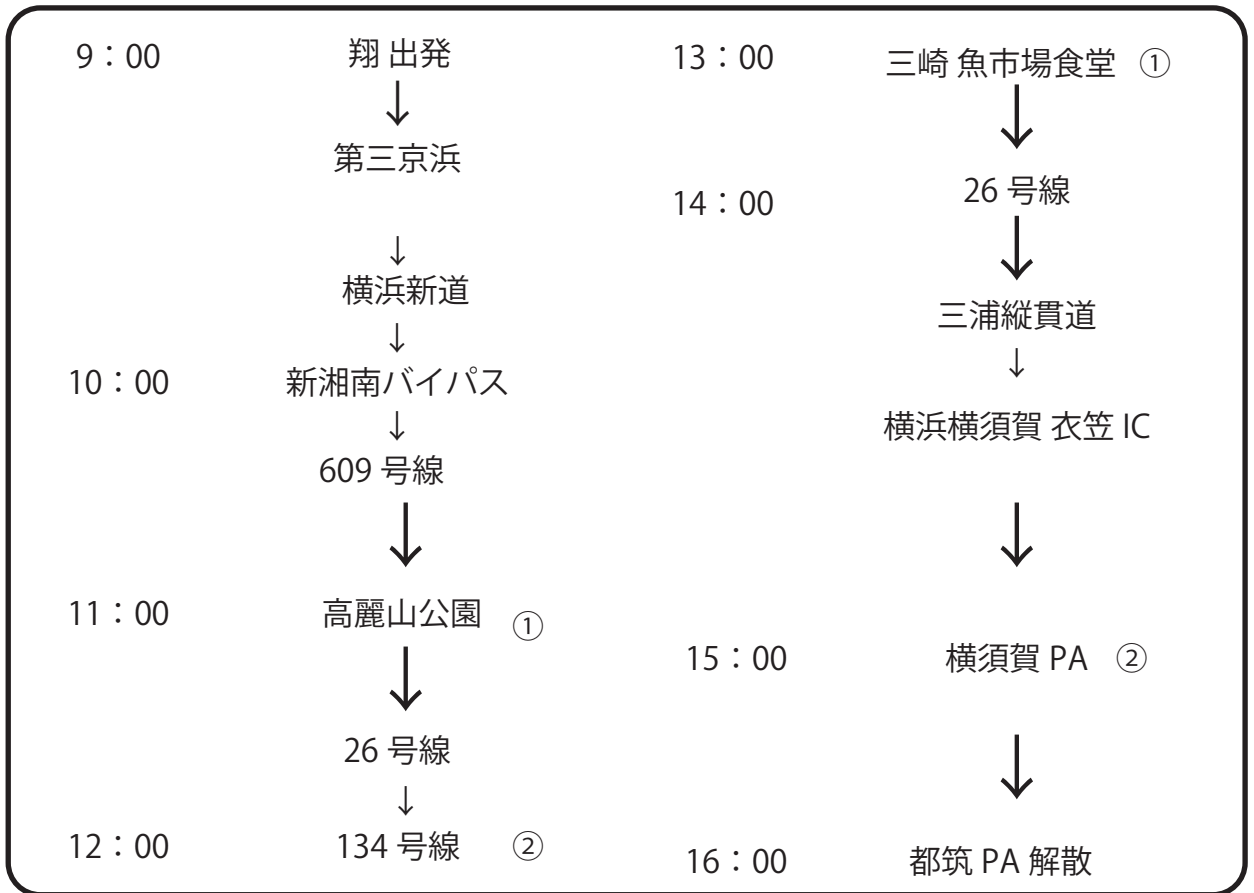 9：00 翔 出発
↓
第三京浜
↓
横浜新道
↓
10：00 新湘南バイパス
↓
609 号線
↓
11：00 高麗山公園 ①
↓
26 号線
↓
12：00 134 号線 ②
13：00 三崎 魚市場食堂 ①
↓
14：00 26 号線
↓
三浦縦貫道
↓
横浜横須賀 衣笠 IC
↓
15：00 横須賀 PA ②
↓
16：00 都筑 PA 解散